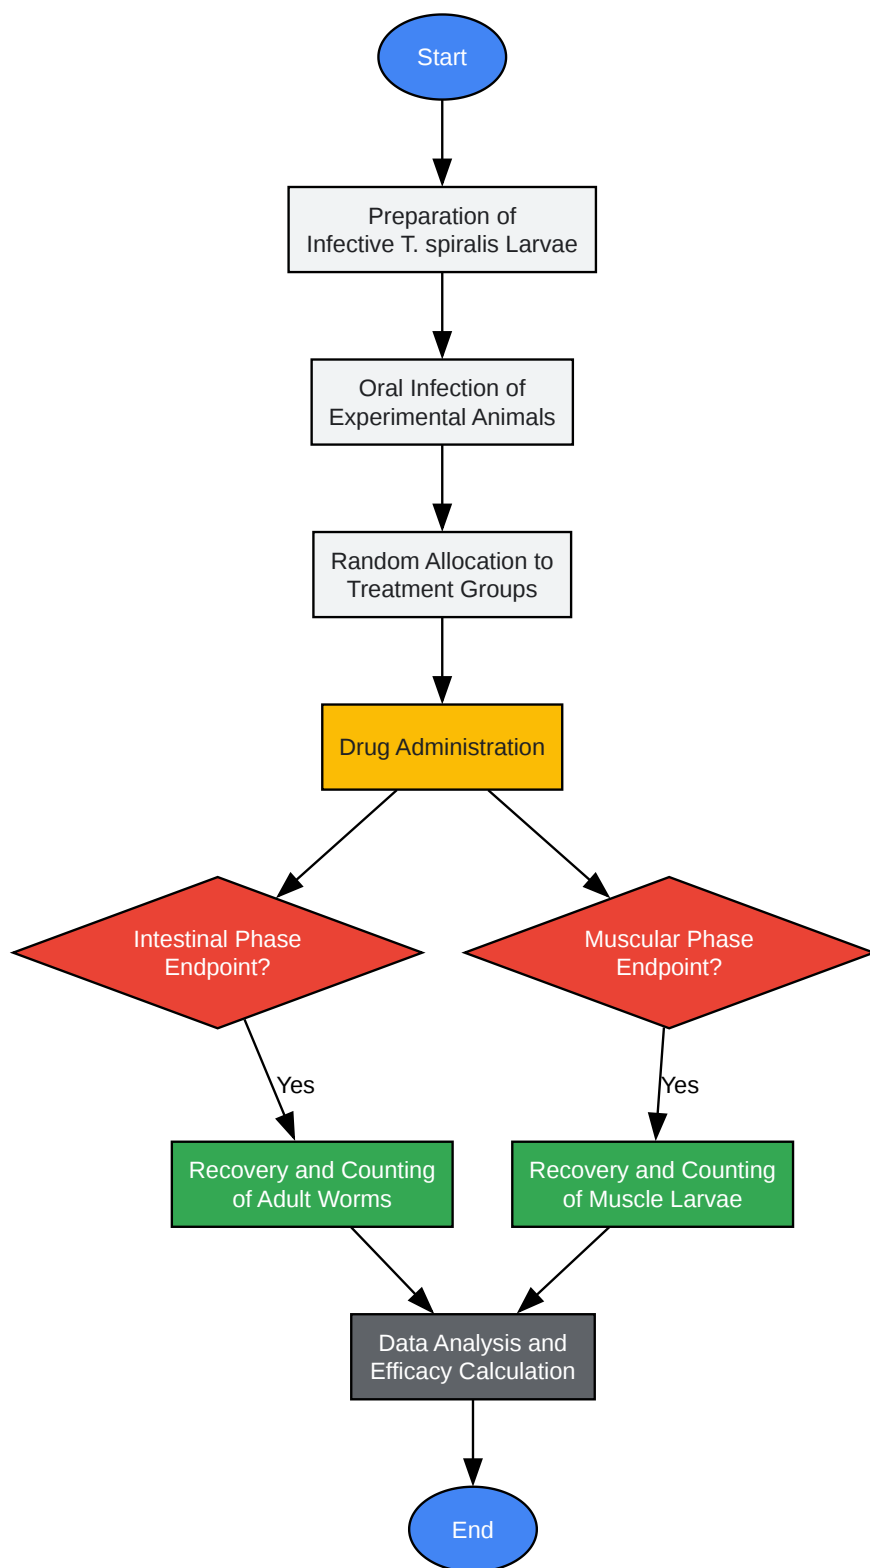 Start
Preparation of
Infective T. spiralis Larvae
Oral Infection of
Experimental Animals
Random Allocation to
Treatment Groups
Drug Administration
Intestinal Phase
Endpoint?
Muscular Phase
Endpoint?
Yes
Yes
Recovery and Counting
of Adult Worms
Recovery and Counting
of Muscle Larvae
Data Analysis and
Efficacy Calculation
End